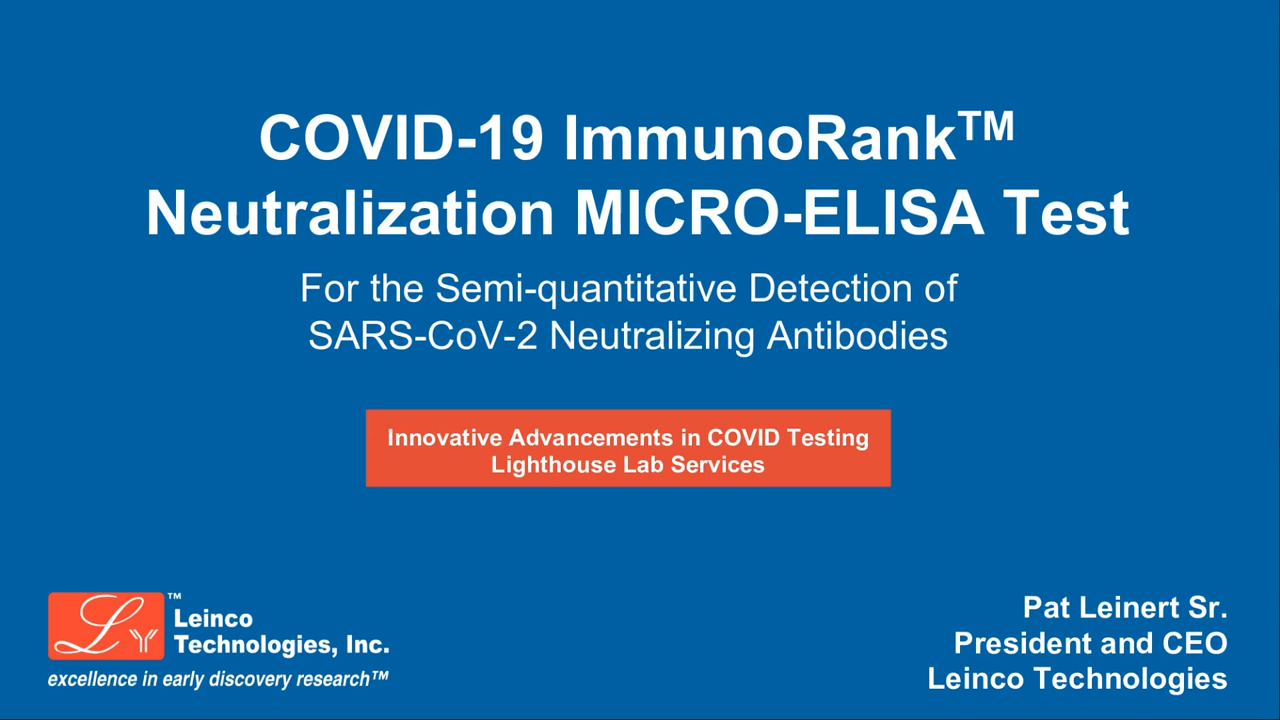 COVID-19 ImmunoRank™
Neutralization MICRO-ELISA Test
For the Semi-quantitative Detection of
SARS-CoV-2 Neutralizing Antibodies
Innovative Advancements in COVID Testing
Lighthouse Lab Services
L ™
Leinco
Technologies, Inc.
excellence in early discovery research™
Pat Leinert Sr.
President and CEO
Leinco Technologies